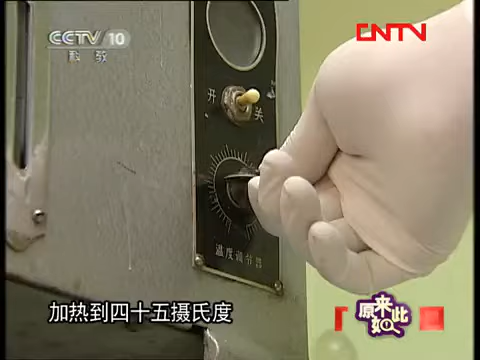 CCTV 10
科教
CNTV
开
关
温度调节器
加热到四十五摄氏度
原来如此